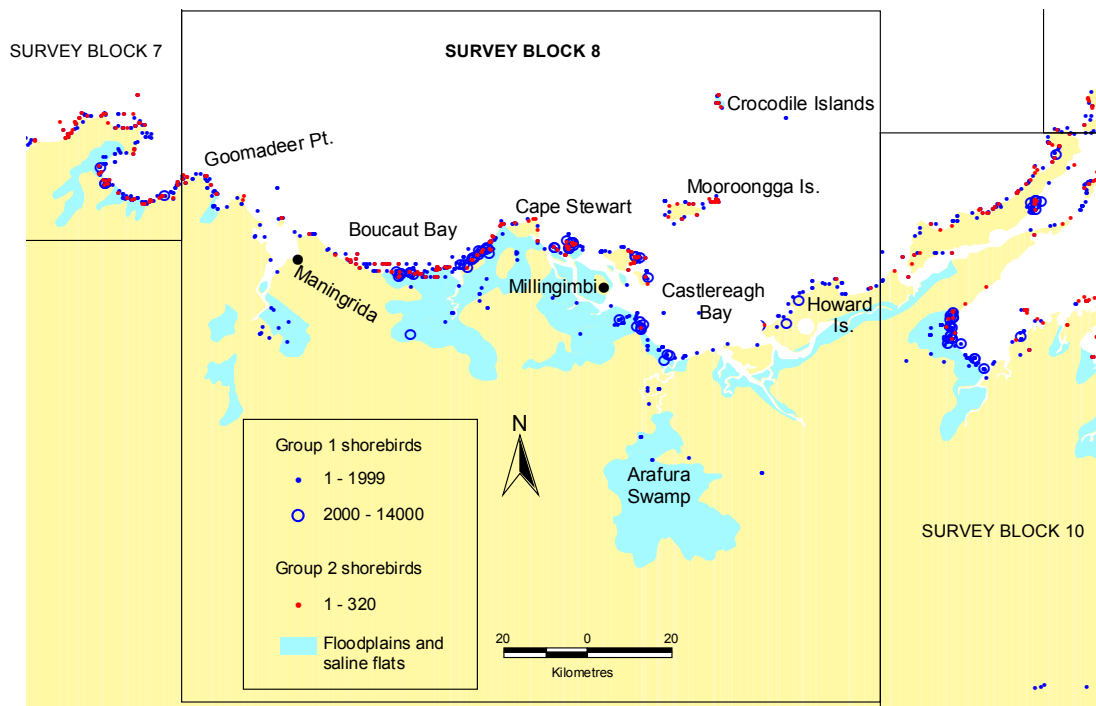 SURVEY BLOCK 7
SURVEY BLOCK 8
Crocodile Islands
Goomadeer Pt.
Mooroongga Is.
Cape Stewart
Boucaut Bay
Maningrida
Millingimbi
Castlereagh
Bay
Howard
Is.
Arafura
Swamp
SURVEY BLOCK 10
N
Group 1 shorebirds
1 - 1999
2000 - 14000
Group 2 shorebirds
1 - 320
Floodplains and
saline flats
20 0 20
Kilometres